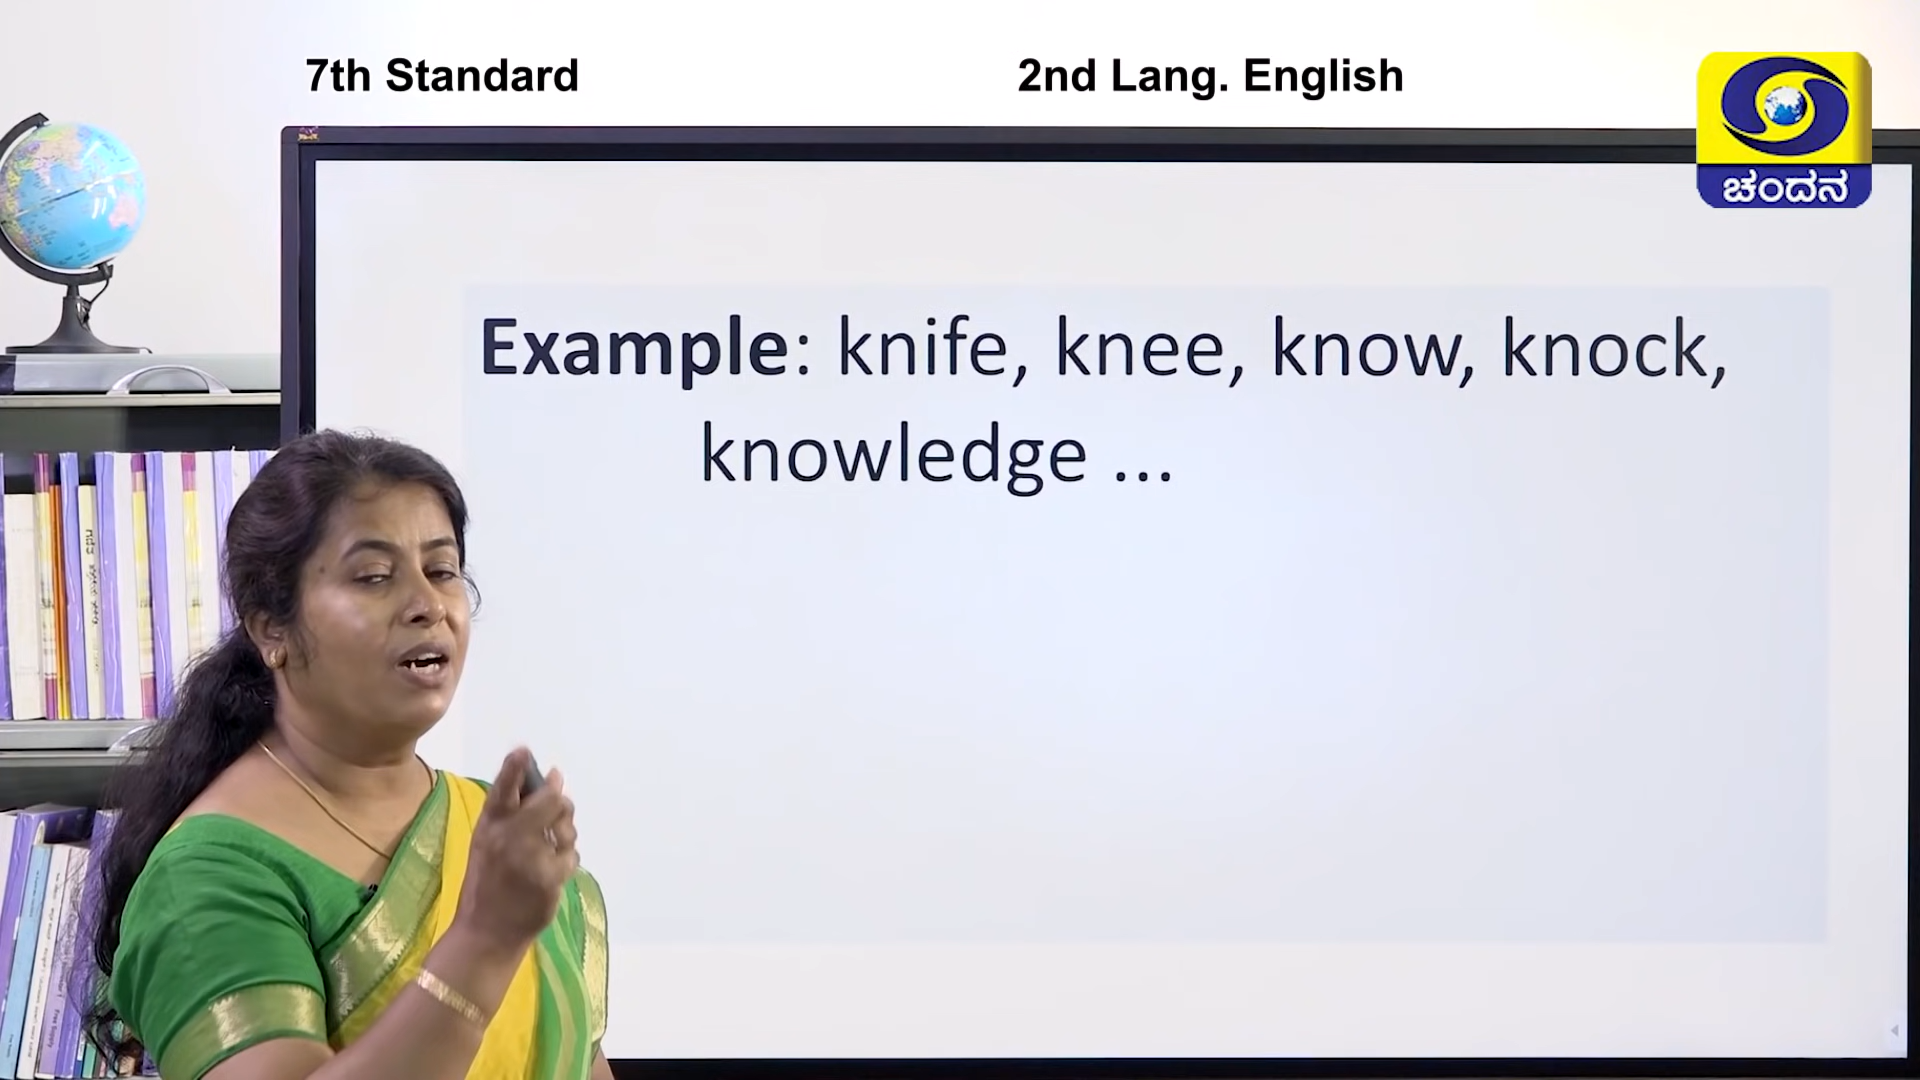 7th Standard
2nd Lang. English
ಚಂದನ
Example: knife, knee, know, knock,
knowledge ...